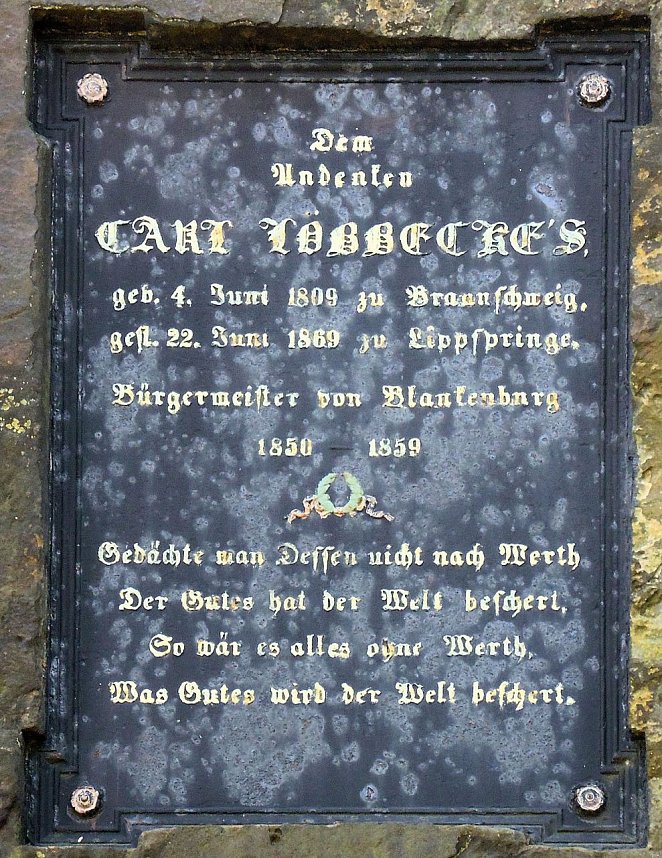 Dem
Andenken
CARL LÖBBECKE'S,
geb. 4. Juni 1809 zu Braunschweig,
gest. 22. Juni 1869 zu Lippspringe.
Bürgermeister von Blankenburg
1850 — 1859
Gedächte man Dessen nicht nach Werth
Der Gutes hat der Welt beschert,
So wär es alles ohne Werth,
Was Gutes wird der Welt beschert.